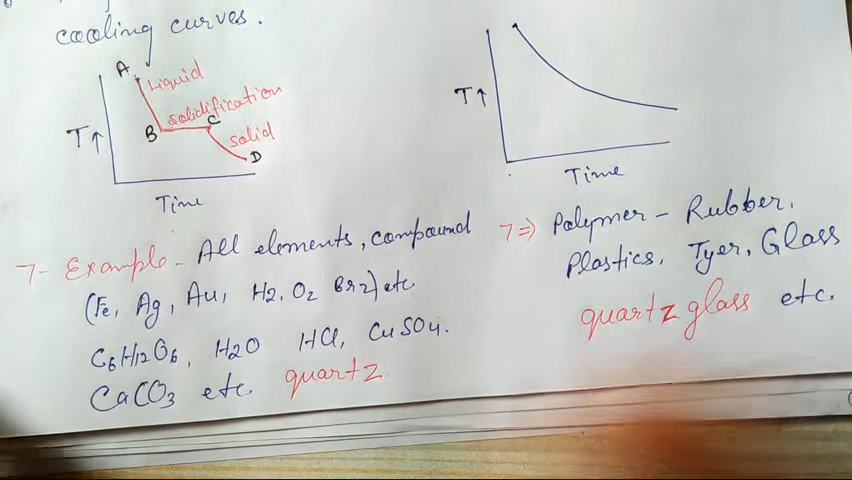 cooling curves.
A
Liquid
solidification
B
C
solid
D
T↑
Time
T↑
Time
7- Example - All elements, compound
(Fe, Ag, Au, H2, O2 Br2) etc
C6H12O6, H2O HCl, CuSO4.
CaCO3 etc. quartz
7⇒ Polymer - Rubber,
Plastics, Tyer, Glass
quartz glass etc.